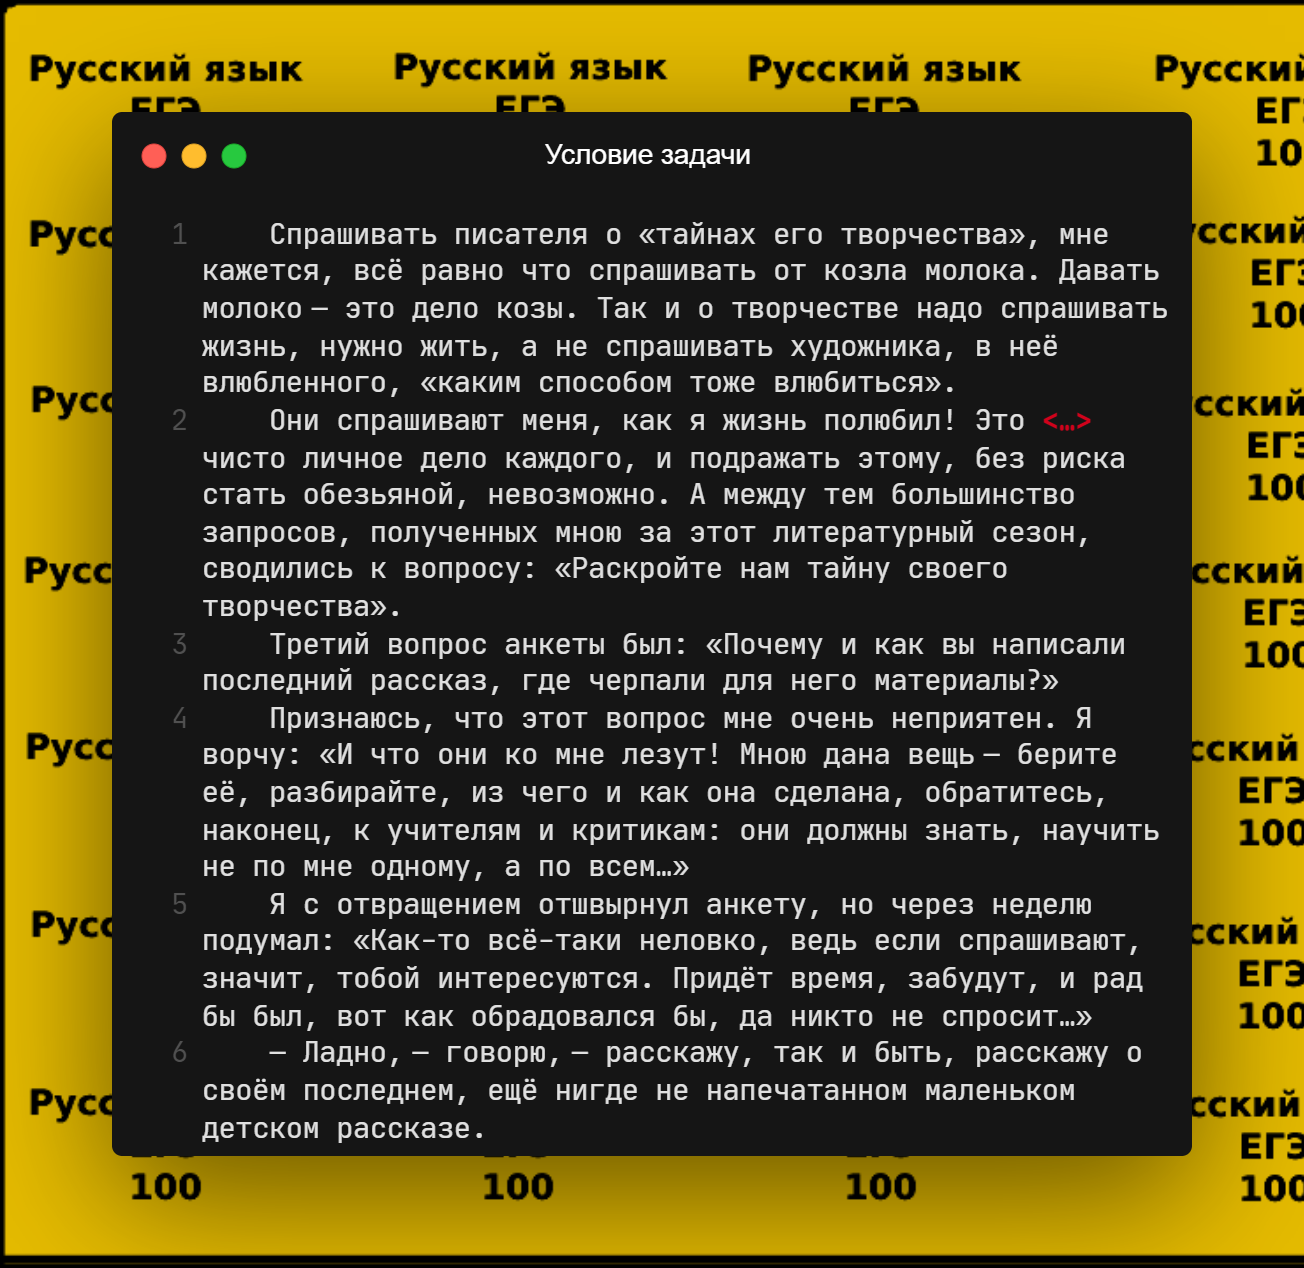 Русский язык Русский язык Русский язык Русский
ЕГЭ ЕГЭ ЕГЭ ЕГЭ
100
Условие задачи
1 Спрашивать писателя о «тайнах его творчества», мне
кажется, всё равно что спрашивать от козла молока. Давать
молоко — это дело козы. Так и о творчестве надо спрашивать
жизнь, нужно жить, а не спрашивать художника, в неё
влюбленного, «каким способом тоже влюбиться».
2 Они спрашивают меня, как я жизнь полюбил! Это <…>
чисто личное дело каждого, и подражать этому, без риска
стать обезьяной, невозможно. А между тем большинство
запросов, полученных мною за этот литературный сезон,
сводились к вопросу: «Раскройте нам тайну своего
творчества».
3 Третий вопрос анкеты был: «Почему и как вы написали
последний рассказ, где черпали для него материалы?»
4 Признаюсь, что этот вопрос мне очень неприятен. Я
ворчу: «И что они ко мне лезут! Мною дана вещь — берите
её, разбирайте, из чего и как она сделана, обратитесь,
наконец, к учителям и критикам: они должны знать, научить
не по мне одному, а по всем…»
5 Я с отвращением отшвырнул анкету, но через неделю
подумал: «Как-то всё-таки неловко, ведь если спрашивают,
значит, тобой интересуются. Придёт время, забудут, и рад
бы был, вот как обрадовался бы, да никто не спросит…»
6 — Ладно, — говорю, — расскажу, так и быть, расскажу о
своём последнем, ещё нигде не напечатанном маленьком
детском рассказе.
100 100 100 100